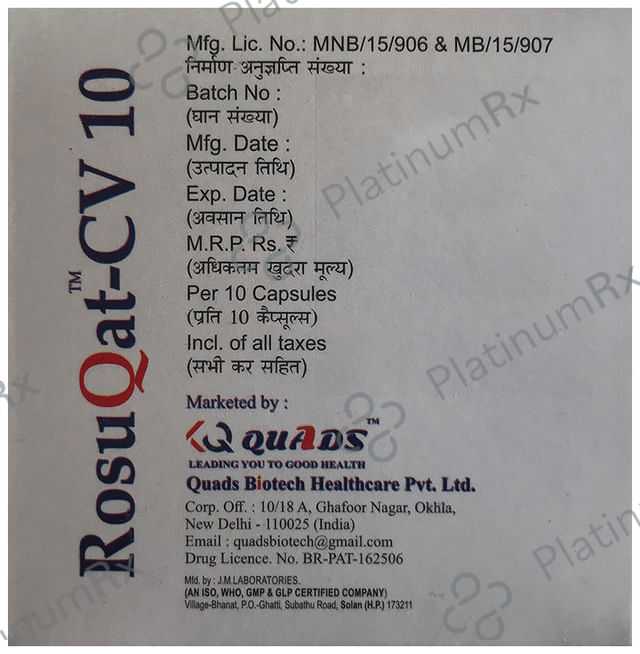 RosuQat-CV 10
TM
Mfg. Lic. No.: MNB/15/906 & MB/15/907
निर्माण अनुज्ञप्ति संख्या :
Batch No :
(घान संख्या)
Mfg. Date :
(उत्पादन तिथि)
Exp. Date :
(अवसान तिथि)
M.R.P. Rs. ₹
(अधिकतम खुदरा मूल्य)
Per 10 Capsules
(प्रति 10 कैप्सूल्स)
Incl. of all taxes
(सभी कर सहित)
Marketed by :
QUADS TM
LEADING YOU TO GOOD HEALTH
Quads Biotech Healthcare Pvt. Ltd.
Corp. Off. : 10/18 A, Ghafoor Nagar, Okhla,
New Delhi - 110025 (India)
Email : quadsbiotech@gmail.com
Drug Licence. No. BR-PAT-162506
Mfd. by : J.M.LABORATORIES.
(AN ISO, WHO, GMP & GLP CERTIFIED COMPANY)
Village-Bhanat, P.O.-Ghatti, Subathu Road, Solan (H.P.) 173211
PlatinumRx
PlatinumRx
PlatinumRx